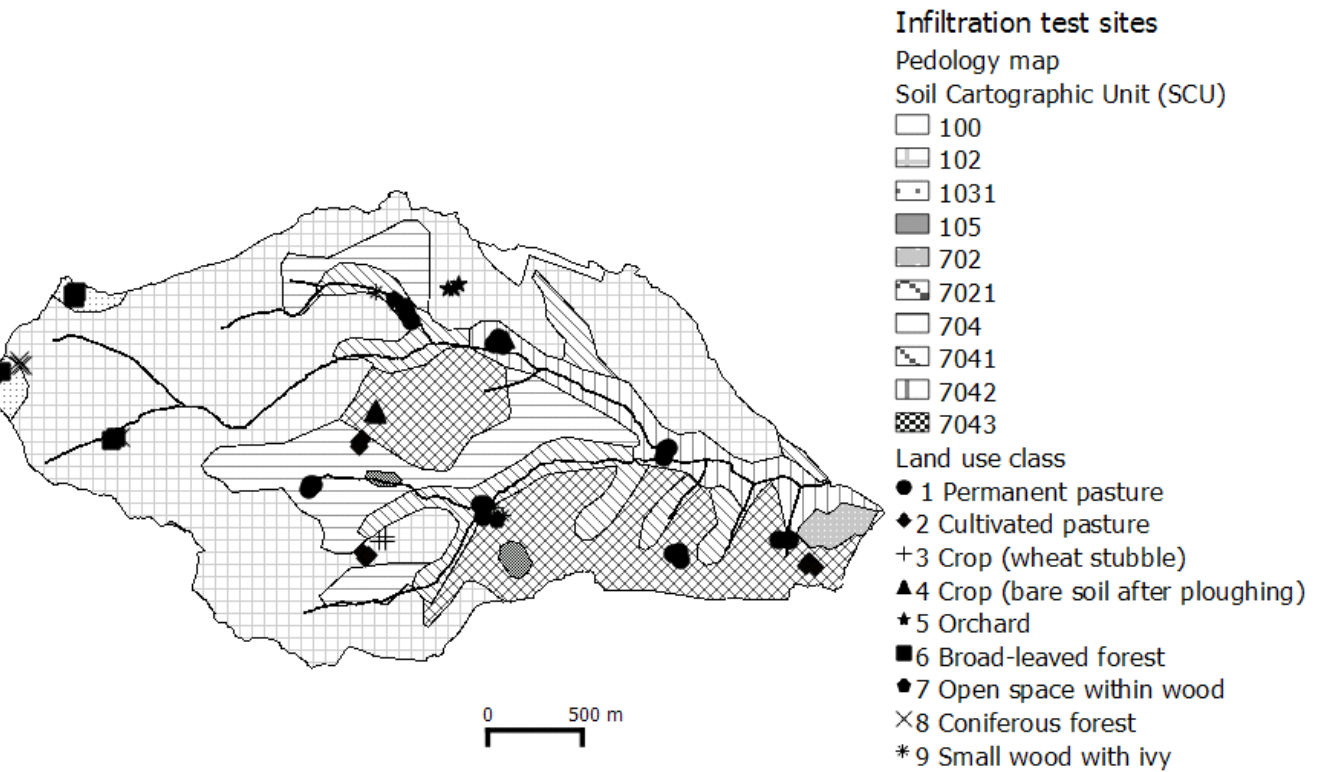 Infiltration test sites
Pedology map
Soil Cartographic Unit (SCU)
100
102
1031
105
702
7021
704
7041
7042
7043
Land use class
1 Permanent pasture
2 Cultivated pasture
3 Crop (wheat stubble)
4 Crop (bare soil after ploughing)
5 Orchard
6 Broad-leaved forest
7 Open space within wood
8 Coniferous forest
9 Small wood with ivy
0 500 m